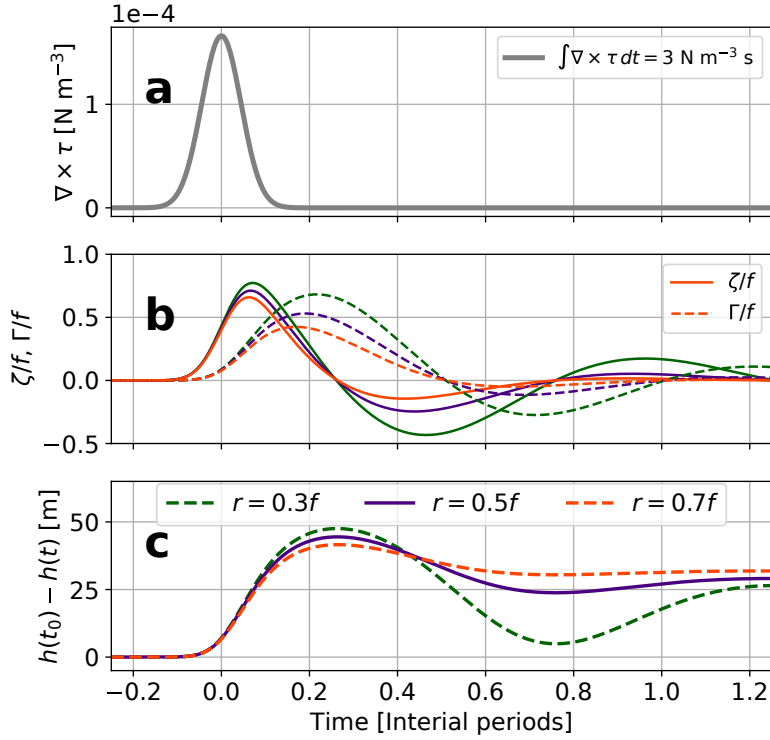 1e−4
a
∫∇ × τ dt = 3 N m⁻³ s
∇ × τ [N m⁻³]
1
0
b
ζ/f
Γ/f
ζ/f, Γ/f
1.0
0.5
0.0
−0.5
c
r = 0.3f
r = 0.5f
r = 0.7f
h(t₀) − h(t) [m]
50
25
0
−0.2
0.0
0.2
0.4
0.6
0.8
1.0
1.2
Time [Interial periods]